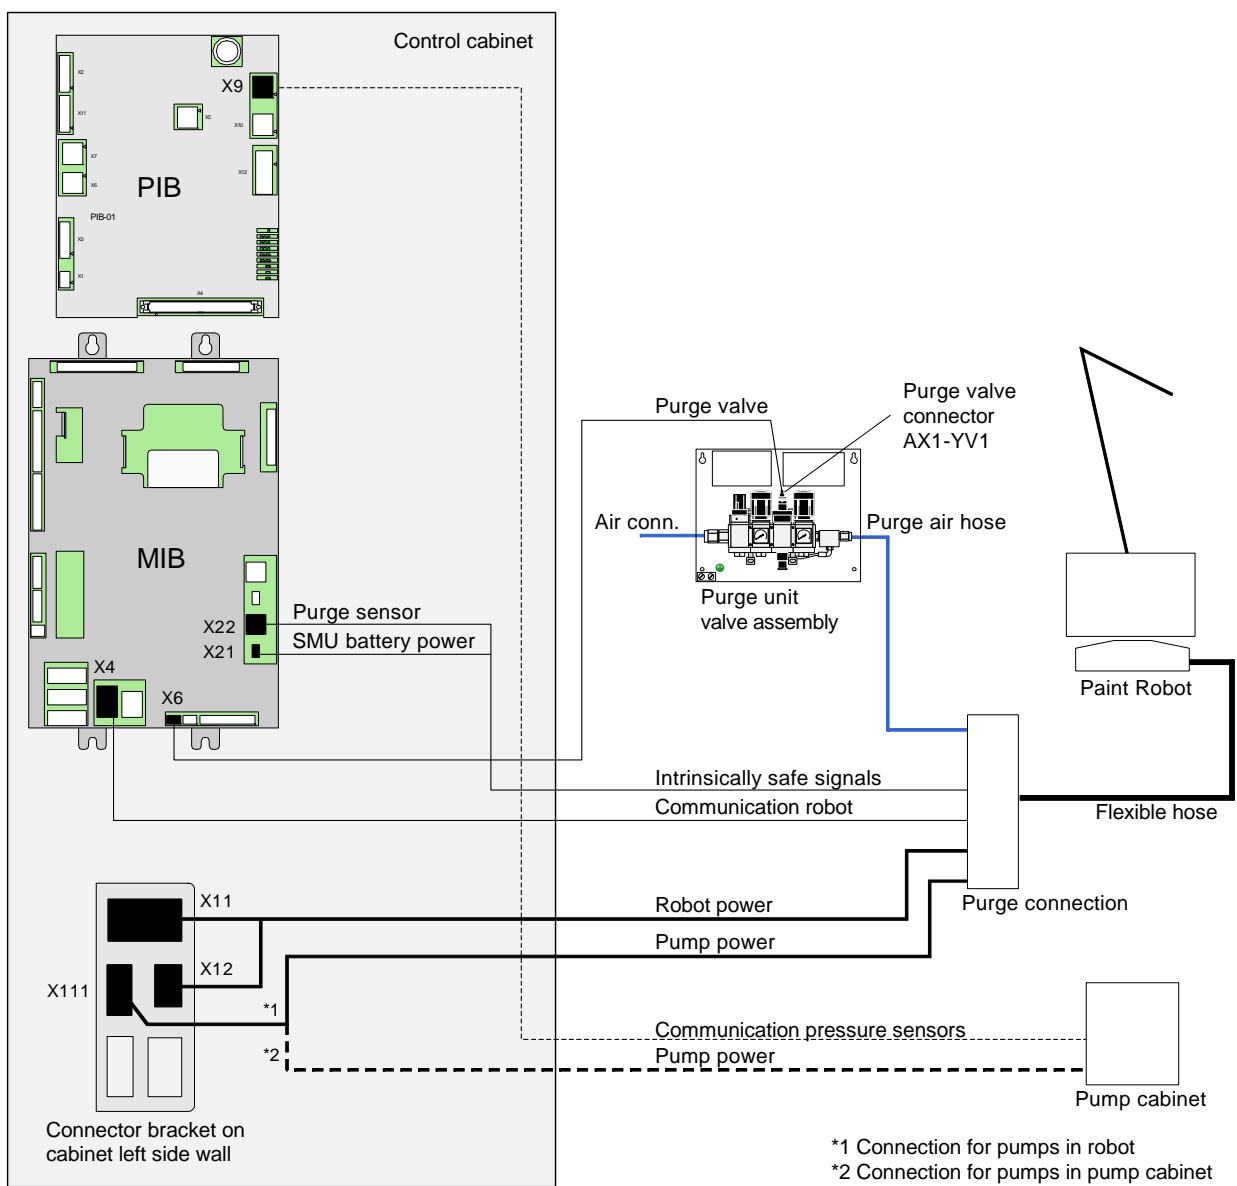 Control cabinet
X2
X9
X11
X5
X10
X7
X12
X6
PIB
PIB-01
X3
X1
X4
Purge valve
Purge valve
connector
AX1-YV1
Air conn.
Purge air hose
MIB
Purge unit
valve assembly
Purge sensor
X22
SMU battery power
X21
X4
X6
Paint Robot
Intrinsically safe signals
Communication robot
Flexible hose
X11
Robot power
Purge connection
Pump power
X12
X111
*1
Communication pressure sensors
*2
Pump power
Pump cabinet
Connector bracket on
cabinet left side wall
*1 Connection for pumps in robot
*2 Connection for pumps in pump cabinet